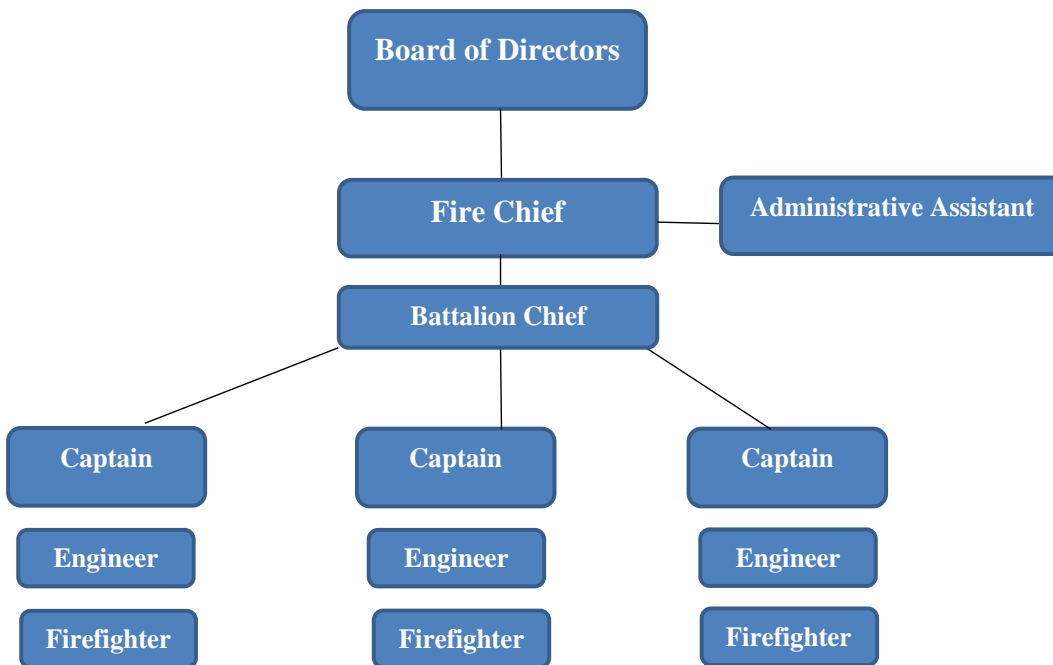 Board of Directors
Fire Chief
Administrative Assistant
Battalion Chief
Captain
Captain
Captain
Engineer
Engineer
Engineer
Firefighter
Firefighter
Firefighter